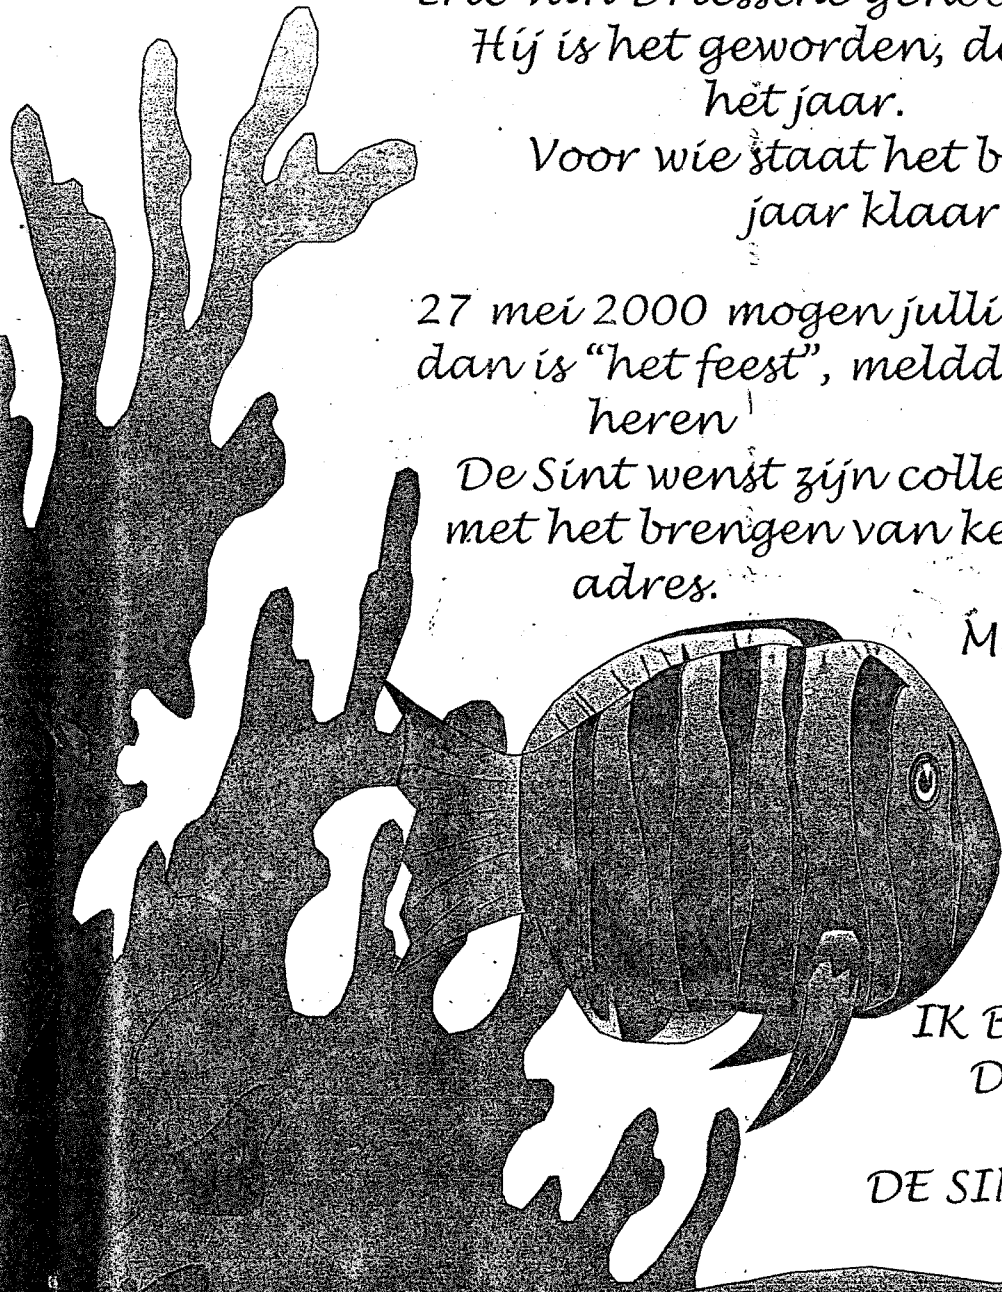 Hij is het geworden, d
het jaar.
Voor wie staat het b
jaar klaar
27 mei 2000 mogen julli
dan is “het feest”, meldd
heren
De Sint wenst zijn colle
met het brengen van ke
adres.
M
IK B
D
DE SI